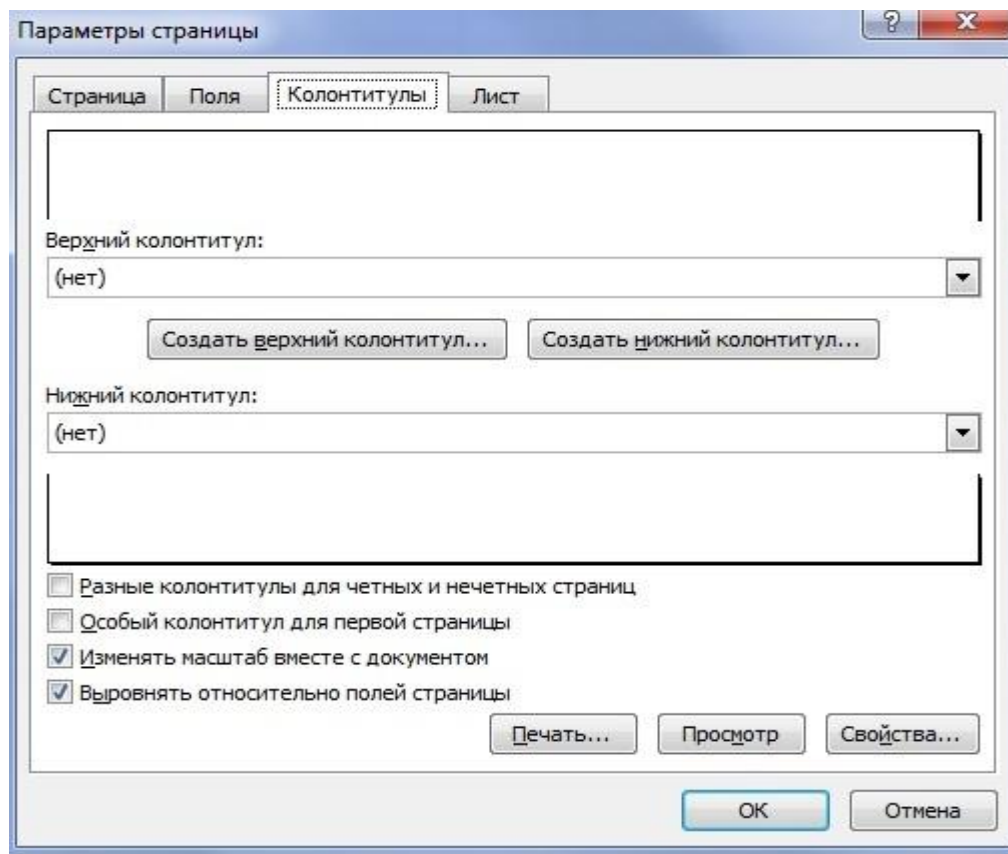 Параметры страницы
?
Страница Поля Колонтитулы Лист
Верхний колонтитул:
(нет)
Создать верхний колонтитул... Создать нижний колонтитул...
Нижний колонтитул:
(нет)
Разные колонтитулы для четных и нечетных страниц
Особый колонтитул для первой страницы
Изменять масштаб вместе с документом
Выровнять относительно полей страницы
Печать... Просмотр Свойства...
ОК Отмена